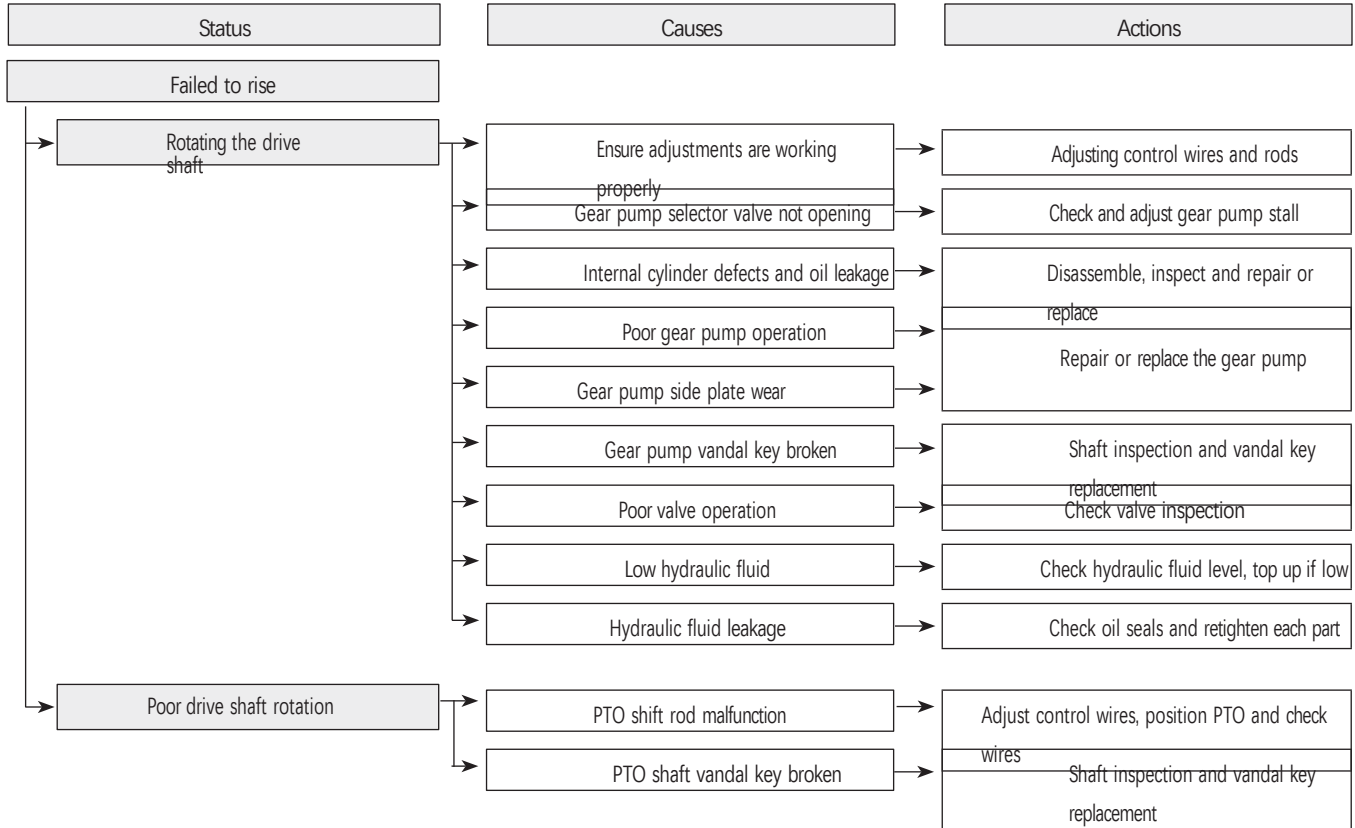 Status
Causes
Actions
Failed to rise
Rotating the drive
shaft
Ensure adjustments are working
properly
Adjusting control wires and rods
Gear pump selector valve not opening
Check and adjust gear pump stall
Internal cylinder defects and oil leakage
Disassemble, inspect and repair or
replace
Poor gear pump operation
Repair or replace the gear pump
Gear pump side plate wear
Gear pump vandal key broken
Shaft inspection and vandal key
replacement
Poor valve operation
Check valve inspection
Low hydraulic fluid
Check hydraulic fluid level, top up if low
Hydraulic fluid leakage
Check oil seals and retighten each part
Poor drive shaft rotation
PTO shift rod malfunction
Adjust control wires, position PTO and check
wires
PTO shaft vandal key broken
Shaft inspection and vandal key
replacement